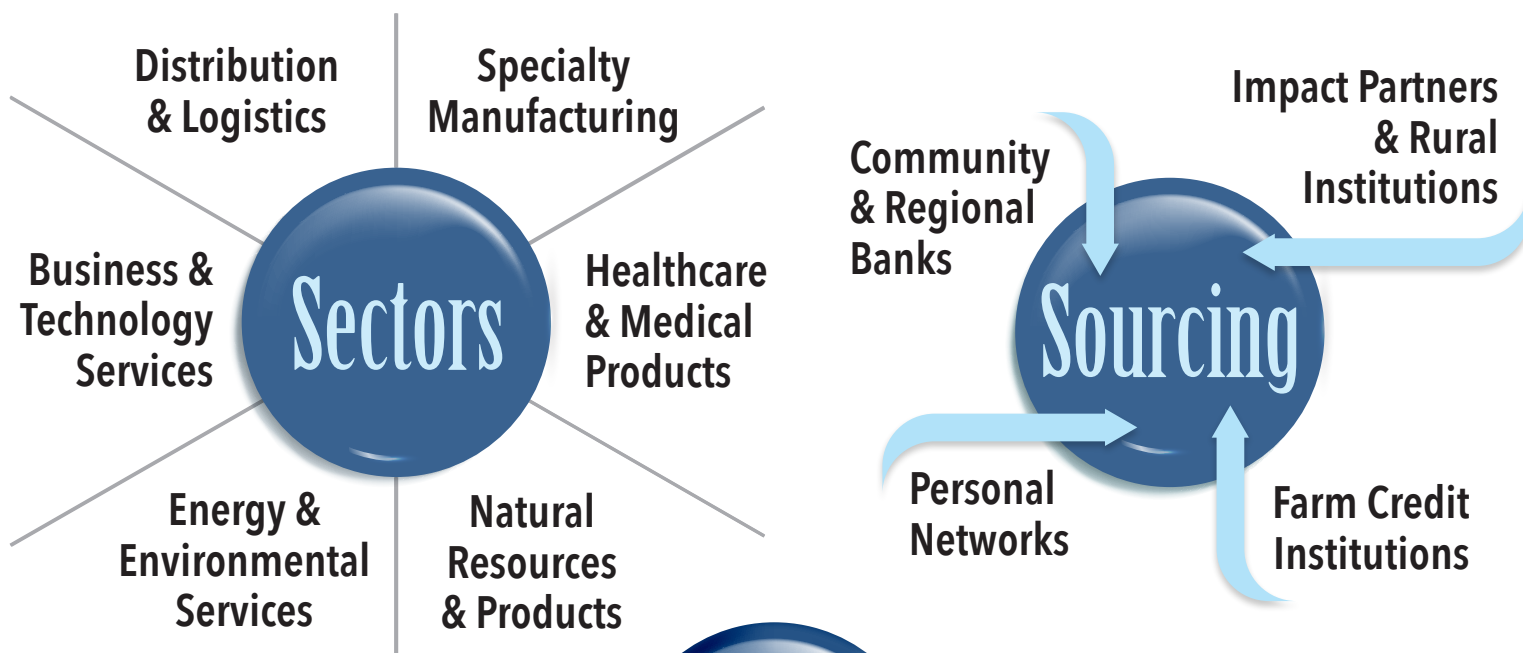 Distribution
& Logistics
Specialty
Manufacturing
Business &
Technology
Services
Sectors
Healthcare
& Medical
Products
Energy &
Environmental
Services
Natural
Resources
& Products
Community
& Regional
Banks
Impact Partners
& Rural
Institutions
Sourcing
Personal
Networks
Farm Credit
Institutions